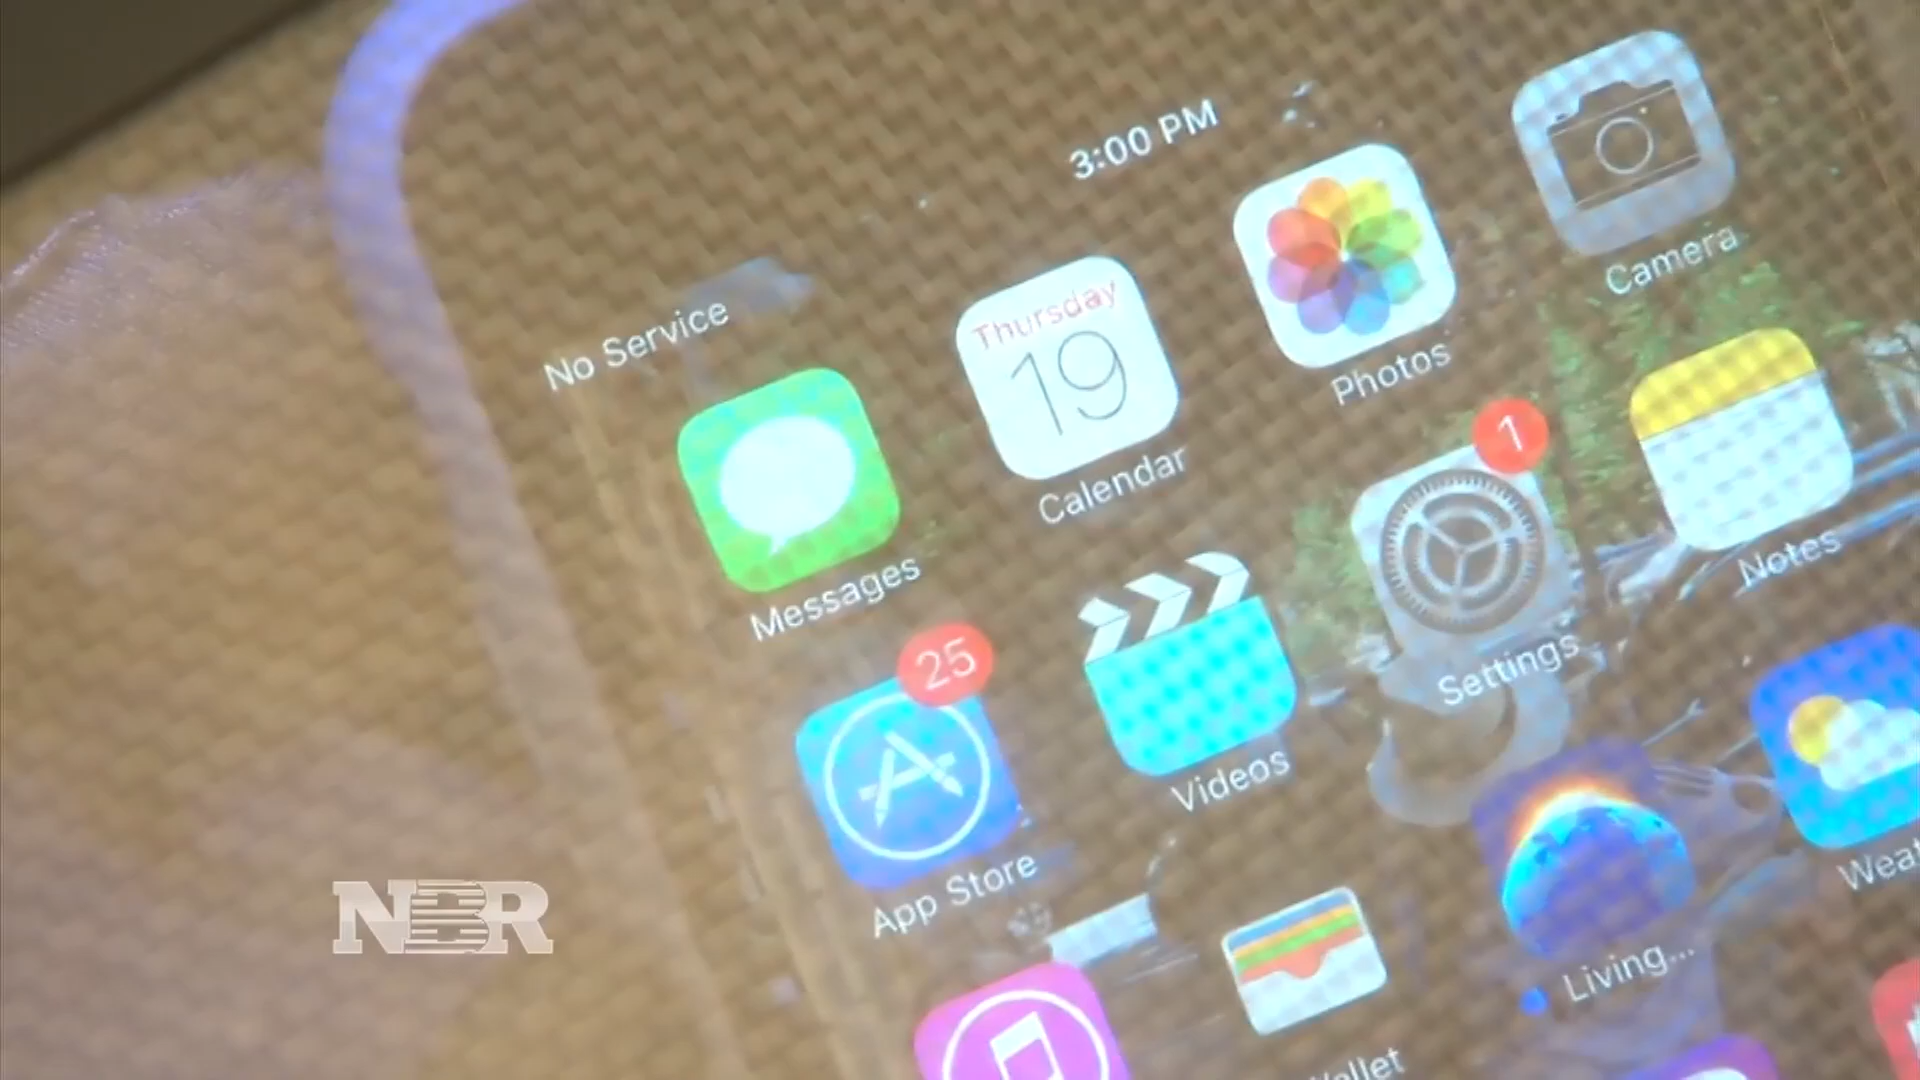 3:00 PM
No Service
Thursday
19
Messages
Calendar
Photos
Camera
25
App Store
Videos
1
Settings
Notes
Living...
NBR